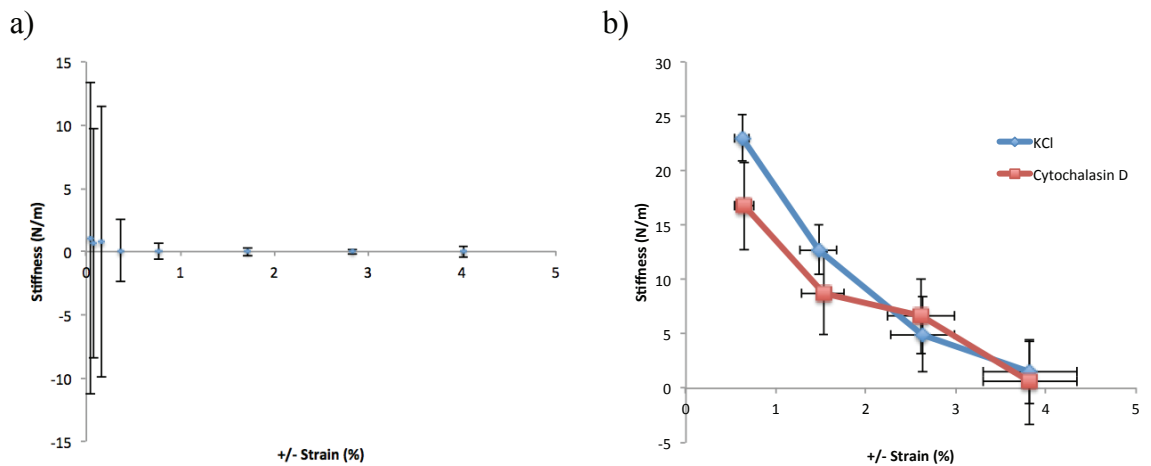 a)
15
10
5
0
-5
-10
-15
0 1 2 3 4 5
Stiffness (N/m)
+/- Strain (%)
b)
30
25
20
15
10
5
0
-5
0 1 2 3 4 5
Stiffness (N/m)
+/- Strain (%)
KCl
Cytochalasin D